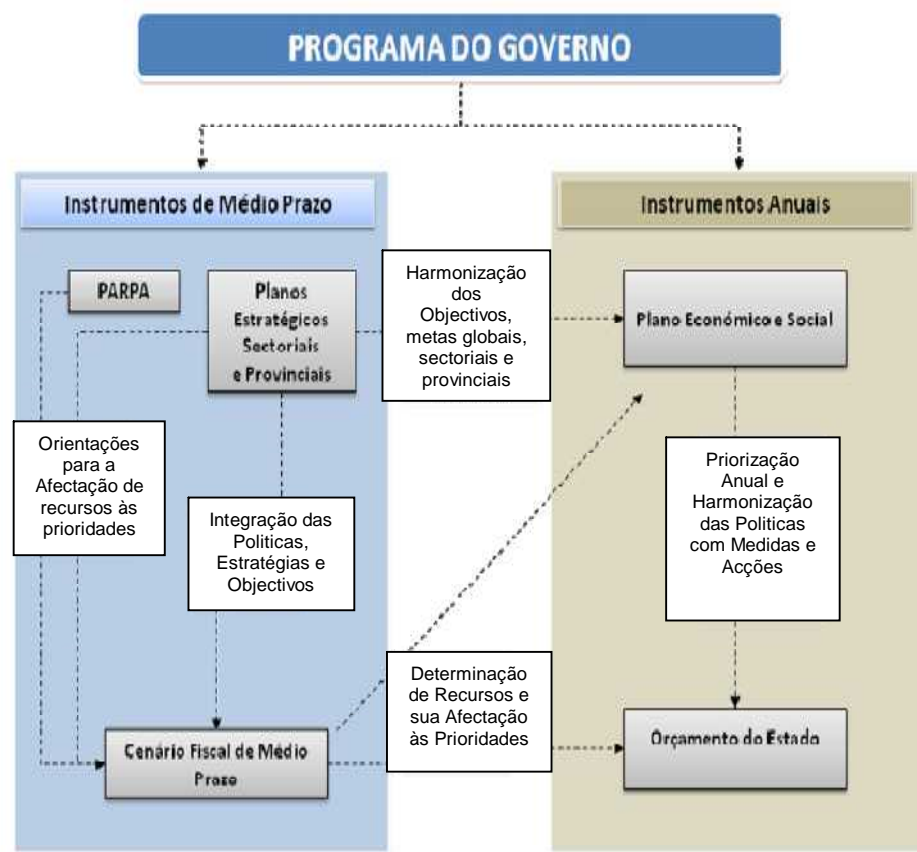 PROGRAMA DO GOVERNO
Instrumentos de Médio Prazo
Instrumentos Anuais
PARPA
Planos
Estratégicos
Sectoriais
e Provinciais
Harmonização
dos
Objectivos,
metas globais,
sectoriais e
provinciais
Plano Económico e Social
Orientações
para a
Afectação de
recursos às
prioridades
Integração das
Politicas,
Estratégias e
Objectivos
Priorização
Anual e
Harmonização
das Politicas
com Medidas e
Acções
Determinação
de Recursos e
sua Afectação
às Prioridades
Cenário Fiscal de Médio
Prazo
Orçamento do Estado